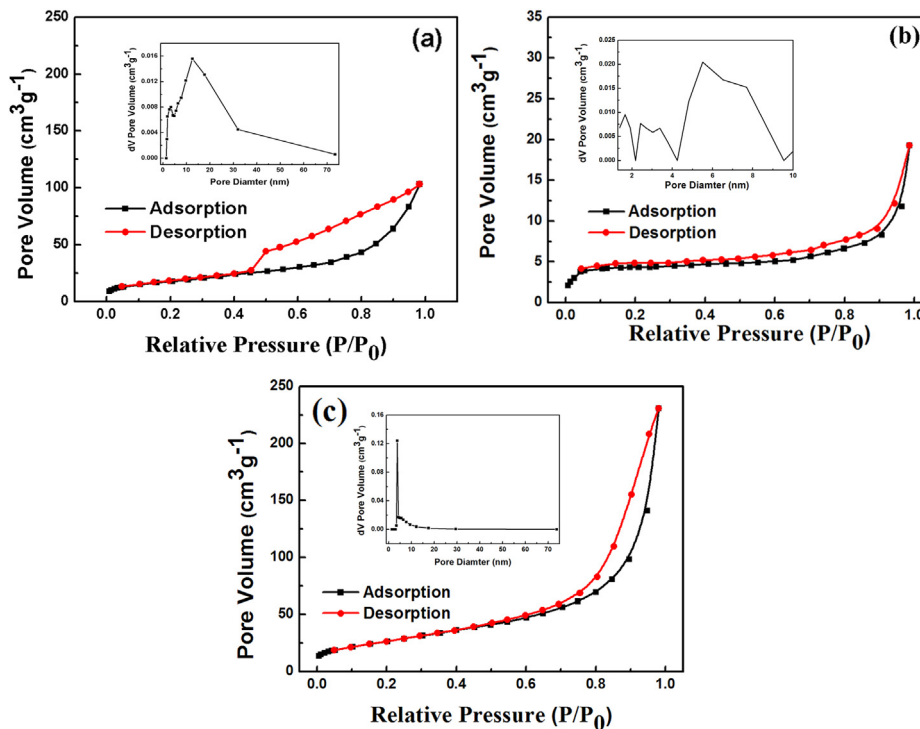 (a)
Pore Volume (cm3g-1)
250
200
150
100
50
0
dV Pore Volume (cm3g-1)
0.016
0.012
0.008
0.004
0.000
0 10 20 30 40 50 60 70
Pore Diamter (nm)
Adsorption
Desorption
0.0 0.2 0.4 0.6 0.8 1.0
Relative Pressure (P/P0)
(b)
Pore Volume (cm3g-1)
35
30
25
20
15
10
5
0
dV Pore Volume (cm3g-1)
0.025
0.020
0.015
0.010
0.005
0.000
2 4 6 8 10
Pore Diamter (nm)
Adsorption
Desorption
0.0 0.2 0.4 0.6 0.8 1.0
Relative Pressure (P/P0)
(c)
Pore Volume (cm3g-1)
250
200
150
100
50
0
dV Pore Volume (cm3g-1)
0.16
0.12
0.08
0.04
0.00
0 10 20 30 40 50 60 70
Pore Diamter (nm)
Adsorption
Desorption
0.0 0.2 0.4 0.6 0.8 1.0
Relative Pressure (P/P0)